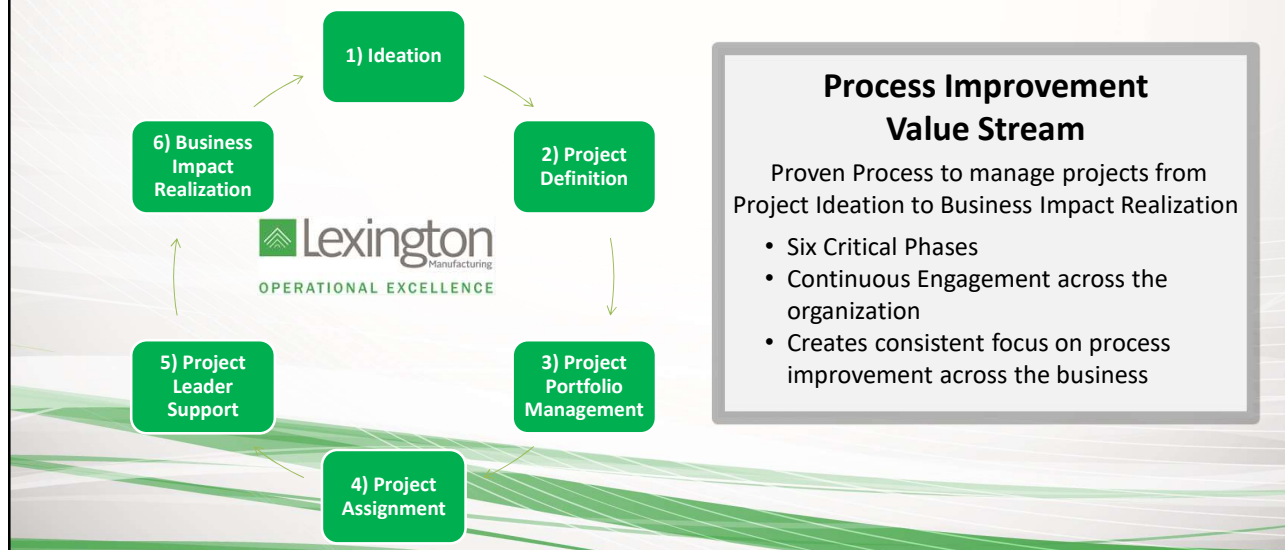 1) Ideation
2) Project
Definition
3) Project
Portfolio
Management
4) Project
Assignment
5) Project
Leader
Support
6) Business
Impact
Realization
Lexington
Manufacturing
OPERATIONAL EXCELLENCE
Process Improvement
Value Stream
Proven Process to manage projects from
Project Ideation to Business Impact Realization
• Six Critical Phases
• Continuous Engagement across the
organization
• Creates consistent focus on process
improvement across the business